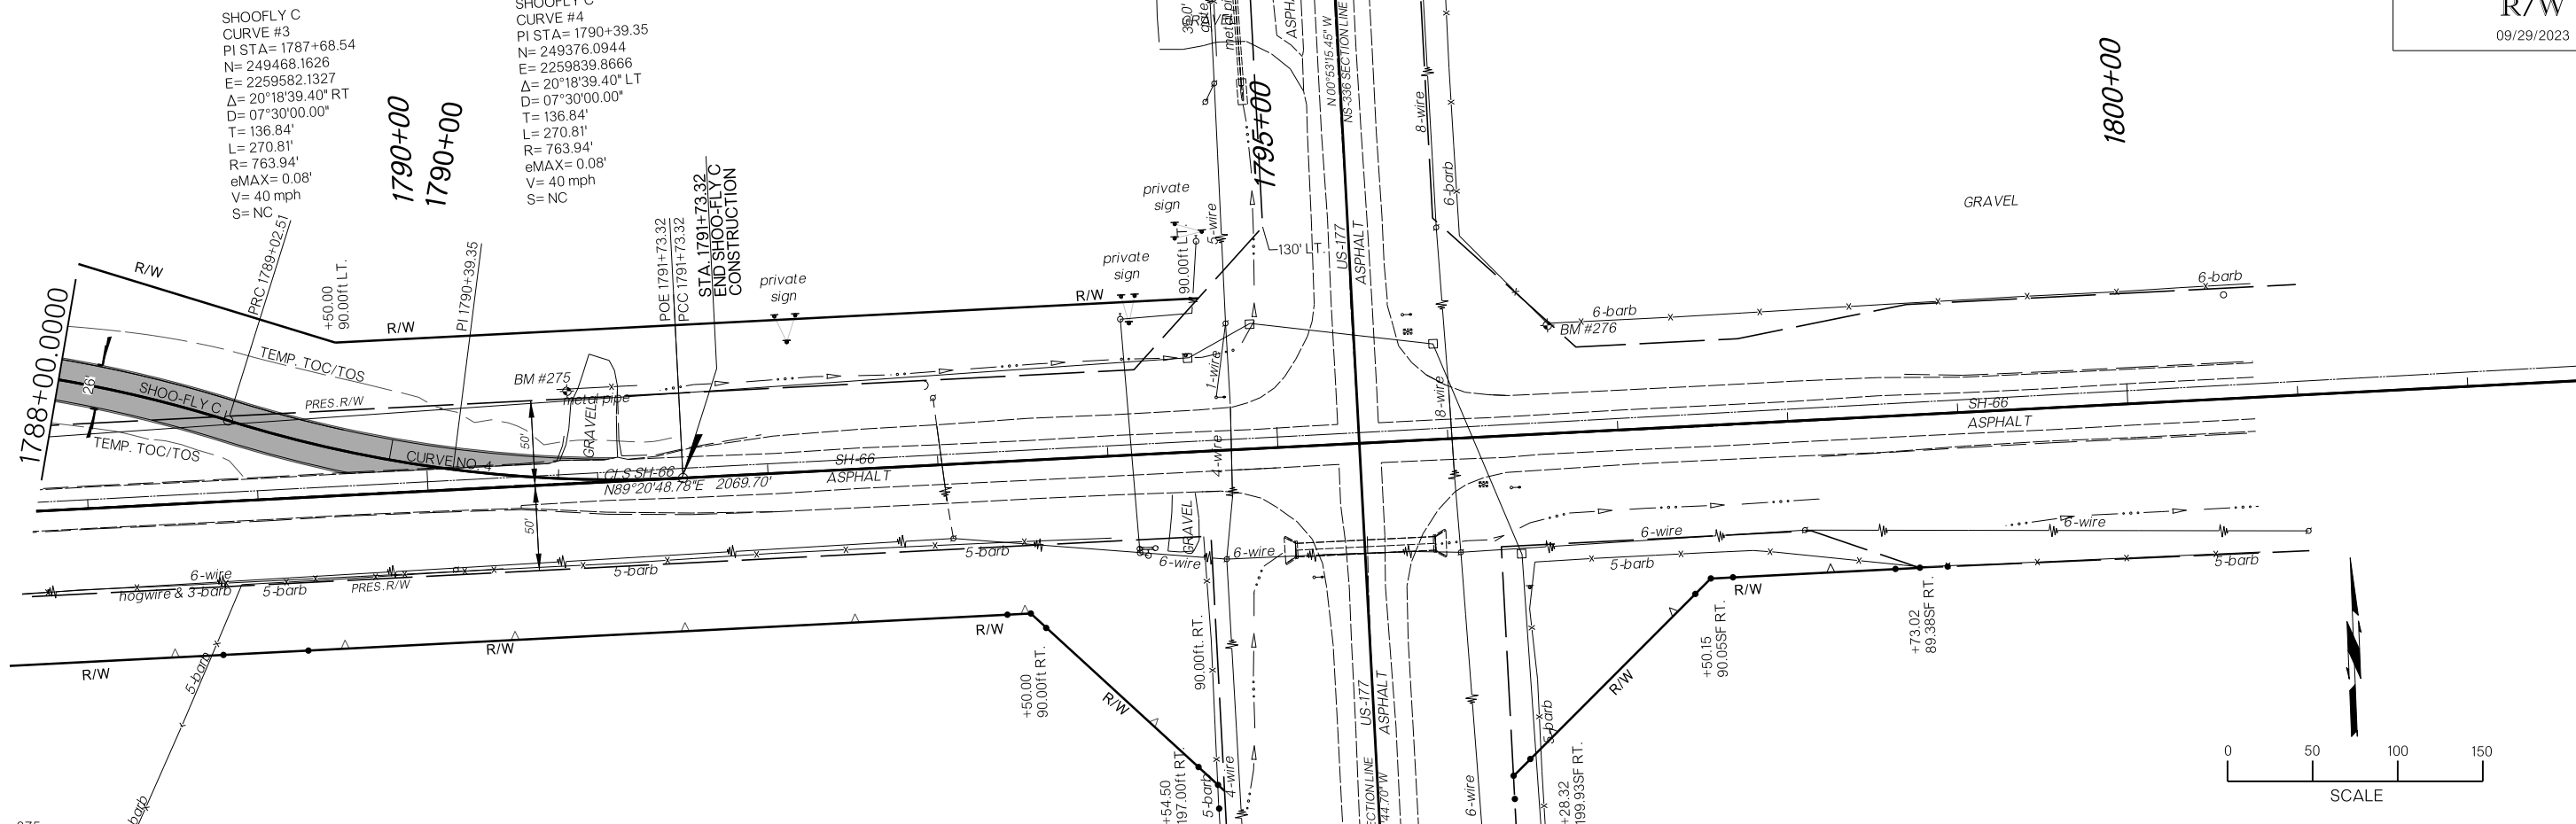 SHOOFLY C
CURVE #3
PI STA= 1787+68.54
N= 249468.1626
E= 2259582.1327
Δ= 20°18'39.40" RT
D= 07°30'00.00"
T= 136.84'
L= 270.81'
R= 763.94'
eMAX= 0.08'
V= 40 mph
S= NC
SHOOFLY C
CURVE #4
PI STA= 1790+39.35
N= 249376.0944
E= 2259839.8666
Δ= 20°18'39.40" LT
D= 07°30'00.00"
T= 136.84'
L= 270.81'
R= 763.94'
eMAX= 0.08'
V= 40 mph
S= NC
1790+00
1790+00
1795+00
1800+00
R/W
09/29/2023
1788+00.0000
R/W
PRC 1789+02.51
+50.00
90.00ft LT.
R/W
PI 1790+39.35
POE 1791+73.32
PCC 1791+73.32
STA. 1791+73.32
END SHOO-FLY C
CONSTRUCTION
private
sign
private
sign
private
sign
R/W
90.00ft LT.
5-wire
130' LT.
GRAVEL
N 00°53'15.45" W
NS-336 SECTION LINE
US-177
ASPHALT
8-wire
6-barb
GRAVEL
6-barb
6-barb
BM #276
TEMP. TOC/TOS
26'
SHOO-FLY C
PRES.R/W
TEMP. TOC/TOS
CURVE NO. 4
BM #275
metal pipe
GRAVEL
50'
50'
CLS SH-66
N89°20'48.78"E   2069.70'
SH-66
ASPHALT
1-wire
4-wire
8-wire
SH-66
ASPHALT
6-wire
hogwire & 3-barb
5-barb
PRES.R/W
5-barb
5-barb
GRAVEL
6-wire
6-wire
6-wire
5-barb
6-wire
5-barb
R/W
R/W
R/W
5-barb
+50.00
90.00ft RT.
R/W
90.00ft. RT.
+54.50
197.00ft RT.
5-barb
4-wire
US-177
ASPHALT
6-wire
5-barb
+28.32
199.93SF RT.
R/W
+50.15
90.05SF RT.
R/W
+73.02
89.38SF RT.
0 50 100 150
SCALE